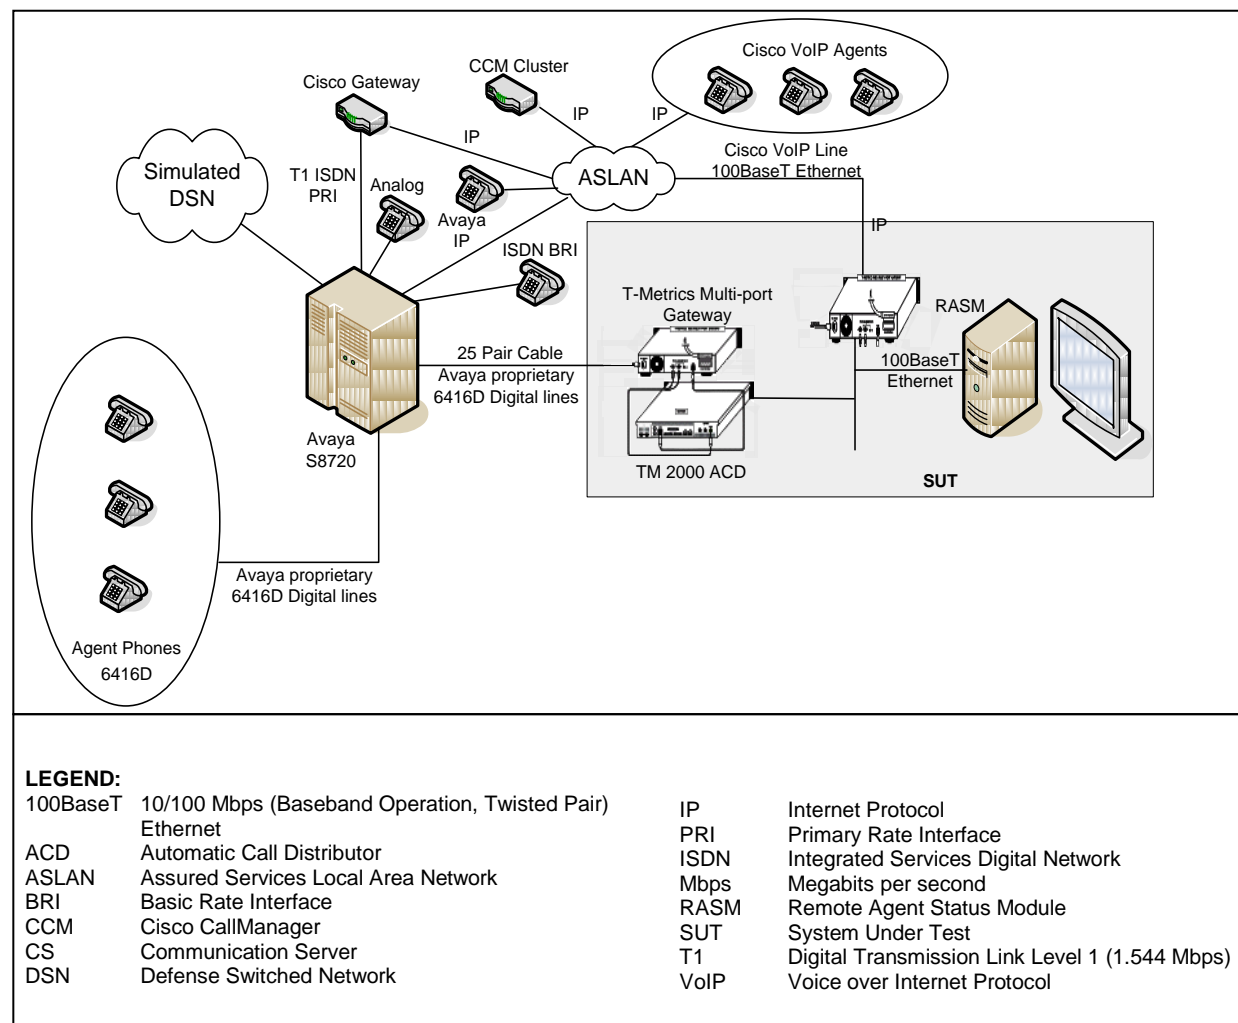 Cisco VoIP Agents
CCM Cluster
Cisco Gateway
IP
IP
IP
Cisco VoIP Line
100BaseT Ethernet
Simulated
DSN
T1 ISDN
PRI
Analog
ASLAN
Avaya
IP
IP
ISDN BRI
T-Metrics Multi-port
Gateway
RASM
25 Pair Cable
Avaya proprietary
6416D Digital lines
100BaseT
Ethernet
Avaya
S8720
TM 2000 ACD
SUT
Avaya proprietary
6416D Digital lines
Agent Phones
6416D
LEGEND:
100BaseT 10/100 Mbps (Baseband Operation, Twisted Pair)
Ethernet
ACD Automatic Call Distributor
ASLAN Assured Services Local Area Network
BRI Basic Rate Interface
CCM Cisco CallManager
CS Communication Server
DSN Defense Switched Network
IP Internet Protocol
PRI Primary Rate Interface
ISDN Integrated Services Digital Network
Mbps Megabits per second
RASM Remote Agent Status Module
SUT System Under Test
T1 Digital Transmission Link Level 1 (1.544 Mbps)
VoIP Voice over Internet Protocol